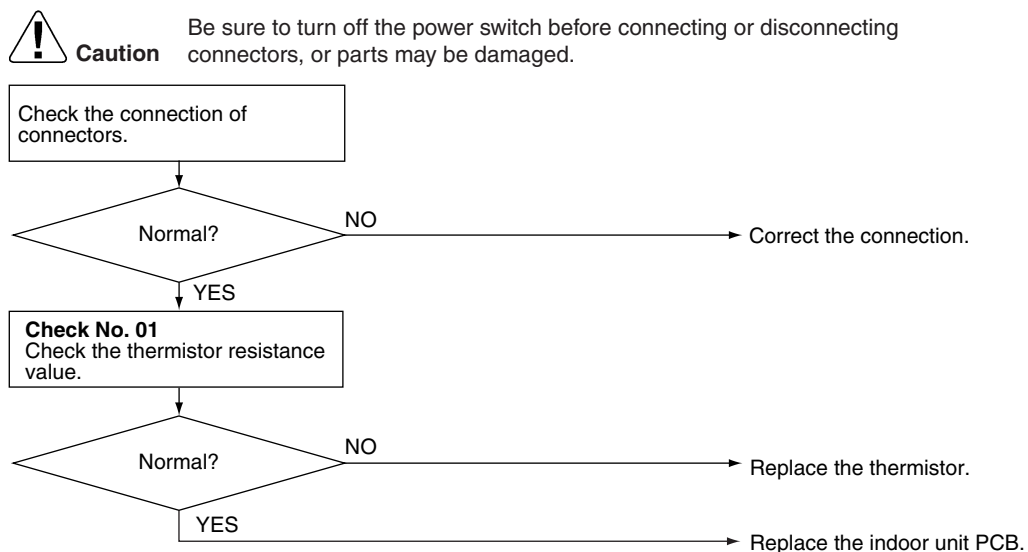 Be sure to turn off the power switch before connecting or disconnecting
Caution connectors, or parts may be damaged.
Check the connection of
connectors.
Normal?
NO
Correct the connection.
YES
Check No. 01
Check the thermistor resistance
value.
Normal?
NO
Replace the thermistor.
YES
Replace the indoor unit PCB.